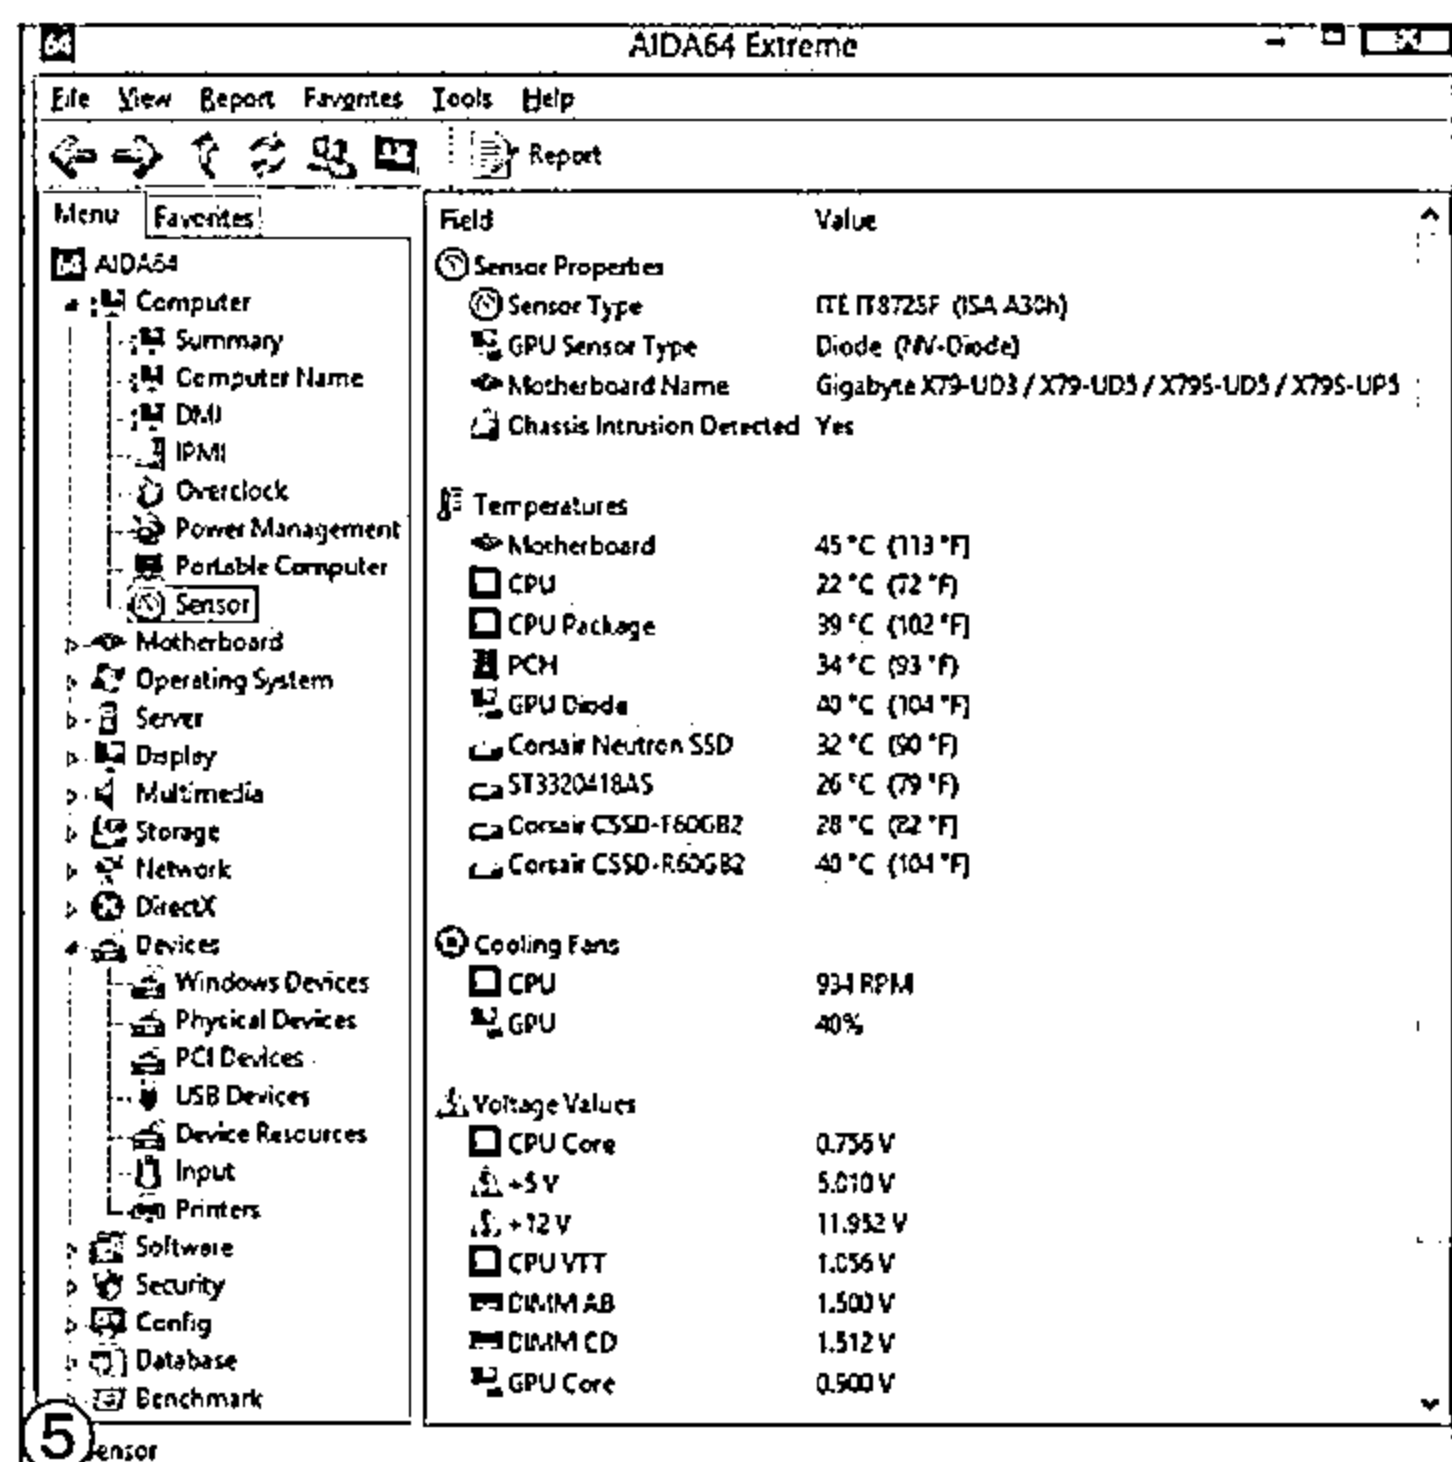 64 AIDA64 Extreme
File View Report Favorites Tools Help
Report
Menu Favorites
64 AIDA64
Computer
Summary
Computer Name
DMI
IPMI
Overclock
Power Management
Portable Computer
Sensor
Motherboard
Operating System
Server
Display
Multimedia
Storage
Network
DirectX
Devices
Windows Devices
Physical Devices
PCI Devices
USB Devices
Device Resources
Input
Printers
Software
Security
Config
Database
Benchmark
Field Value
Sensor Properties
Sensor Type ITE IT8728F (ISA A30h)
GPU Sensor Type Diode (NV-Diode)
Motherboard Name Gigabyte X79-UD3 / X79-UD5 / X79S-UD5 / X79S-UP5
Chassis Intrusion Detected Yes
Temperatures
Motherboard 45 °C (113 °F)
CPU 22 °C (72 °F)
CPU Package 39 °C (102 °F)
PCH 34 °C (93 °F)
GPU Diode 40 °C (104 °F)
Corsair Neutron SSD 32 °C (90 °F)
ST3320418AS 26 °C (79 °F)
Corsair CSSD-F60GB2 28 °C (82 °F)
Corsair CSSD-R60GB2 40 °C (104 °F)
Cooling Fans
CPU 934 RPM
GPU 40%
Voltage Values
CPU Core 0.756 V
+5 V 5.010 V
+12 V 11.952 V
CPU VTT 1.056 V
DIMM AB 1.500 V
DIMM CD 1.512 V
GPU Core 0.900 V
5
ensor